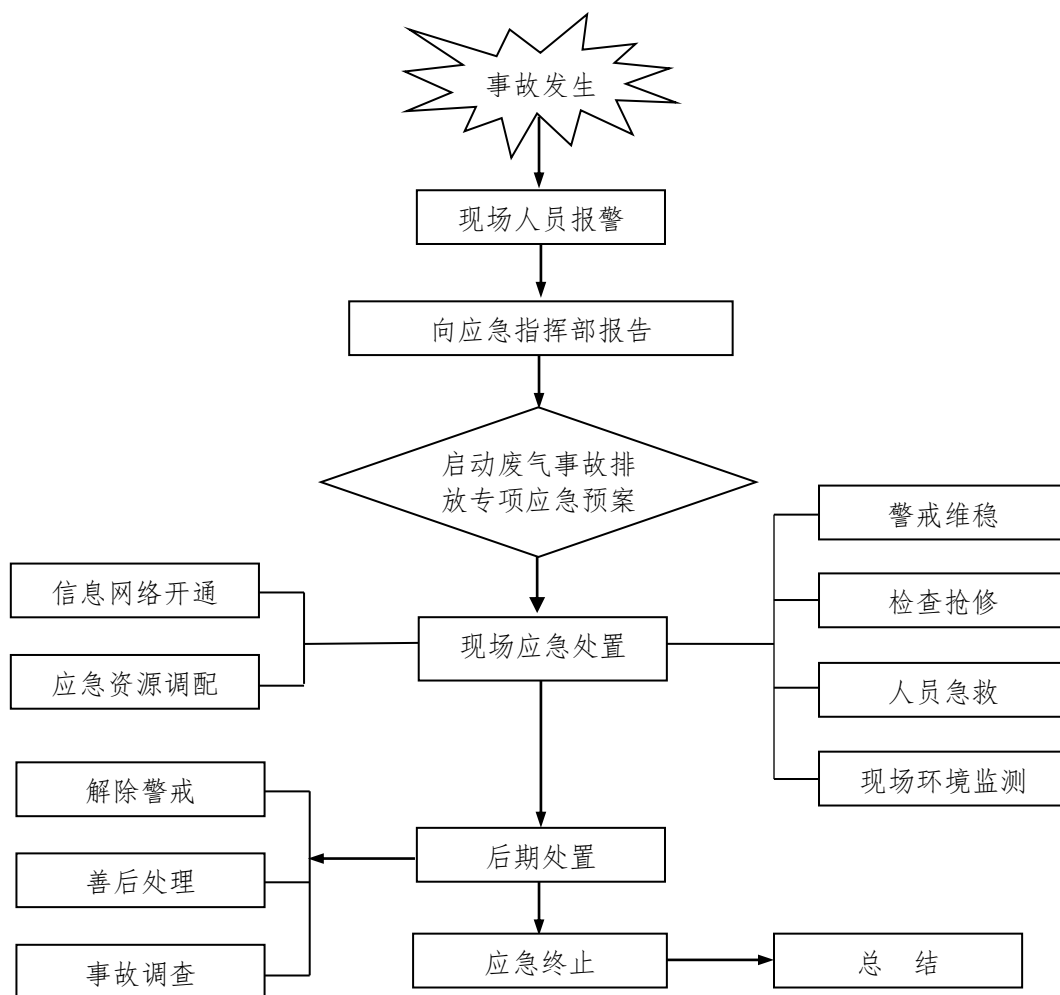 事故发生
现场人员报警
向应急指挥部报告
启动废气事故排
放专项应急预案
警戒维稳
信息网络开通
检查抢修
现场应急处置
应急资源调配
人员急救
解除警戒
现场环境监测
后期处置
善后处理
应急终止
总 结
事故调查